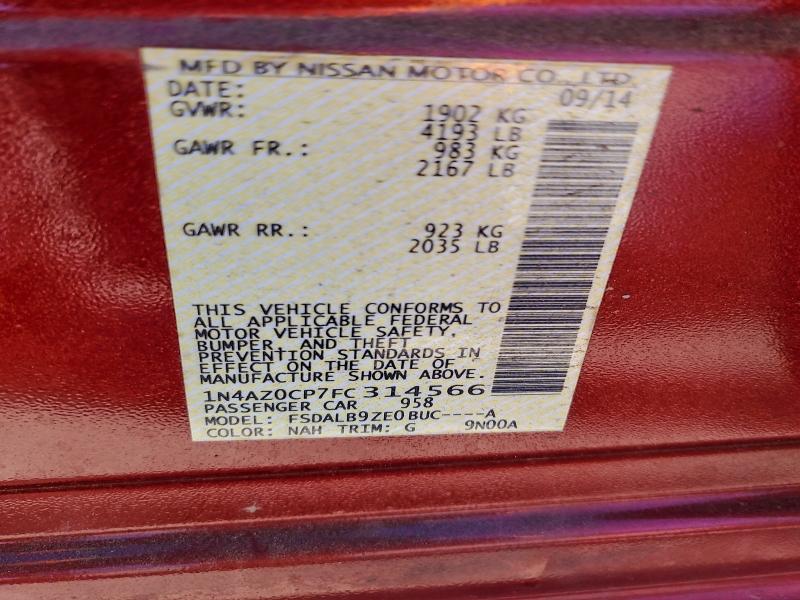 MFD BY NISSAN MOTOR CO., LTD.
DATE: 09/14
GVWR: 1902 KG
4193 LB
GAWR FR.: 983 KG
2167 LB
GAWR RR.: 923 KG
2035 LB
THIS VEHICLE CONFORMS TO
ALL APPLICABLE FEDERAL
MOTOR VEHICLE SAFETY,
BUMPER, AND THEFT
PREVENTION STANDARDS IN
EFFECT ON THE DATE OF
MANUFACTURE SHOWN ABOVE.
1N4AZ0CP7FC314566
PASSENGER CAR 958
MODEL: FSDALB9ZE0BUC----A
COLOR: NAH TRIM: G 9N00A